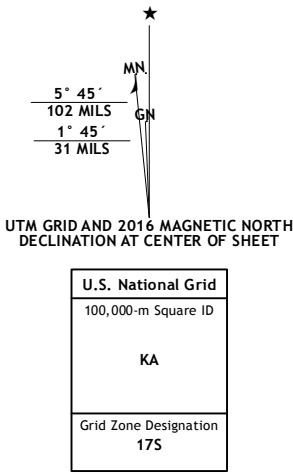 ★
MN.
5° 45´
102 MILS
GN
1° 45´
31 MILS
UTM GRID AND 2016 MAGNETIC NORTH
DECLINATION AT CENTER OF SHEET
U.S. National Grid
100,000-m Square ID
KA
Grid Zone Designation
17S